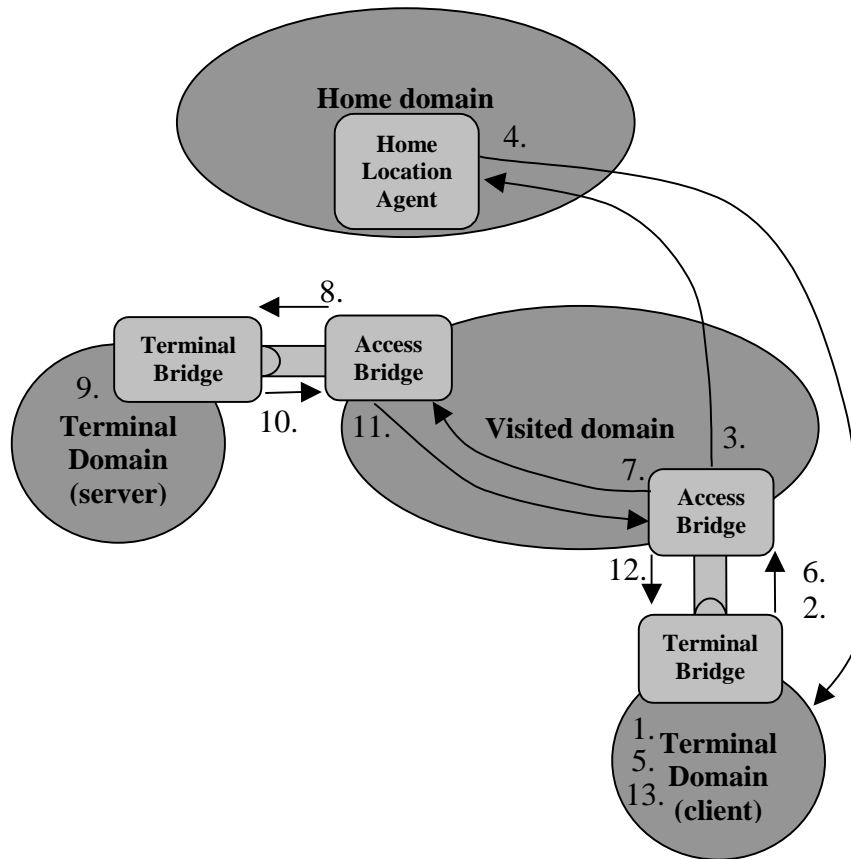 Home domain
4.
Home
Location
Agent
8.
Terminal
Bridge
Access
Bridge
9.
10.
11.
Terminal
Domain
(server)
Visited domain
3.
7.
Access
Bridge
12.
6.
2.
Terminal
Bridge
1.
5.
13.
Terminal
Domain
(client)